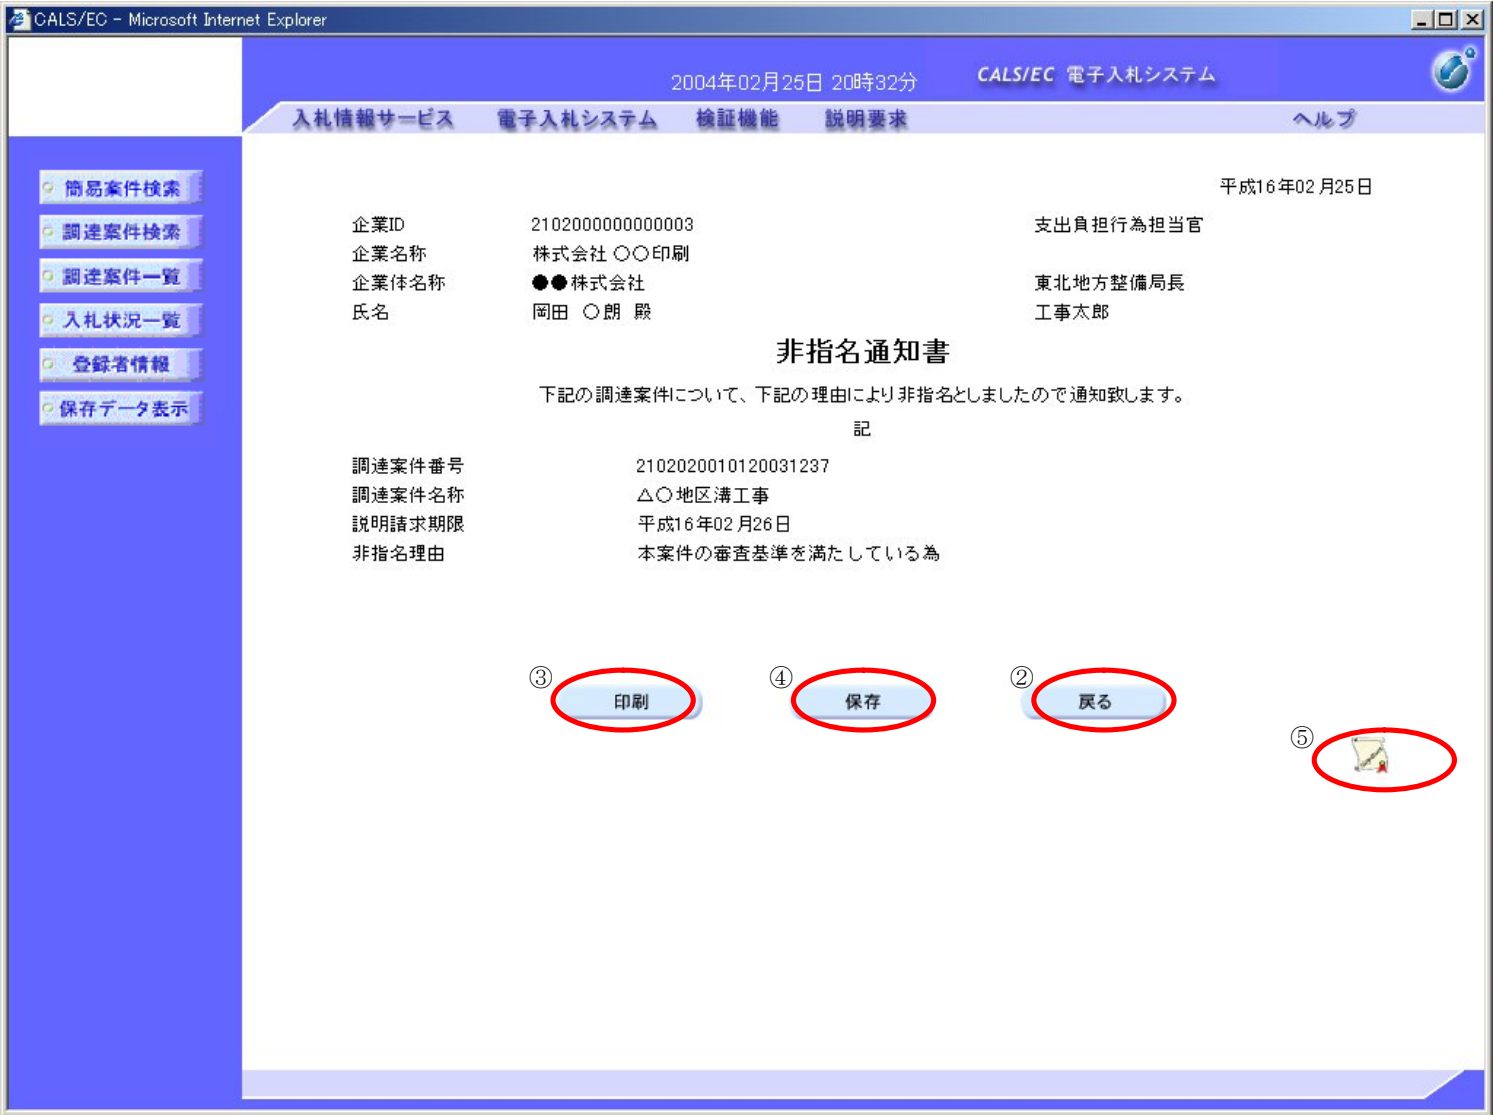 CALS/EC - Microsoft Internet Explorer
2004年02月25日 20時32分
CALS/EC 電子入札システム
入札情報サービス 電子入札システム 検証機能 説明要求 ヘルプ
簡易案件検索
調達案件検索
調達案件一覧
入札状況一覧
登録者情報
保存データ表示
平成16年02月25日
企業ID 2102000000000003 支出負担行為担当官
企業名称 株式会社 〇〇印刷
企業体名称 ●●株式会社 東北地方整備局長
氏名 岡田 〇朗 殿 工事太郎
非指名通知書
下記の調達案件について、下記の理由により非指名としましたので通知致します。
記
調達案件番号 2102020010120031237
調達案件名称 △〇地区溝工事
説明請求期限 平成16年02月26日
非指名理由 本案件の審査基準を満たしている為
③ 印刷 ④ 保存 ② 戻る
⑤